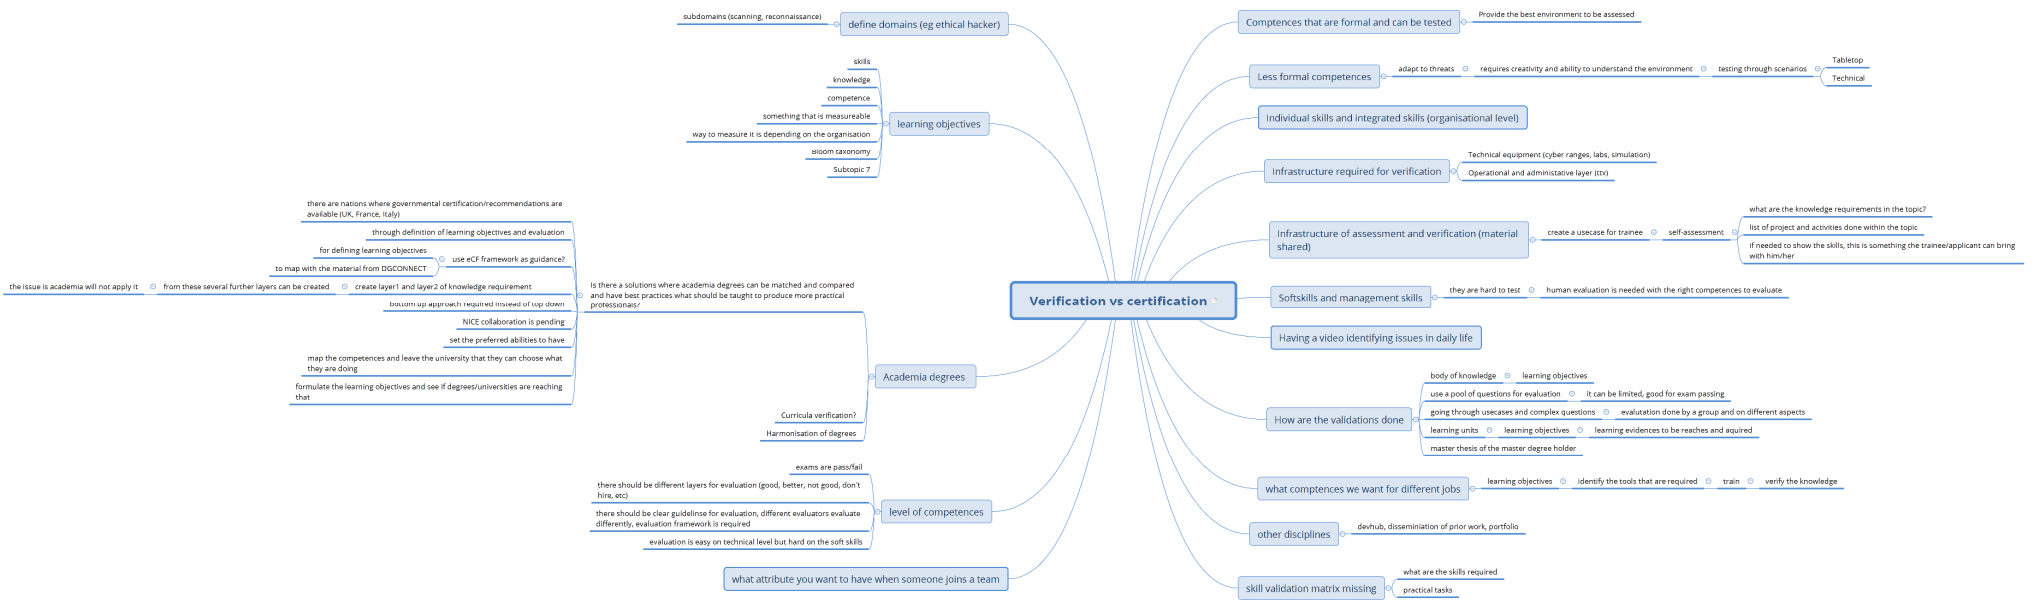 Verification vs certification
Comptences that are formal and can be tested
Provide the best environment to be assessed
Less formal competences
adapt to threats
requires creativity and ability to understand the environment
testing through scenarios
Tabletop
Technical
Individual skills and integrated skills (organisational level)
Infrastructure required for verification
Technical equipment (cyber ranges, labs, simulation)
Operational and administative layer (ttx)
Infrastructure of assessment and verification (material
shared)
create a usecase for trainee
self-assessment
what are the knowledge requirements in the topic?
list of project and activities done within the topic
if needed to show the skills, this is something the trainee/applicant can bring
with him/her
Softskills and management skills
they are hard to test
human evaluation is needed with the right competences to evaluate
Having a video identifying issues in daily life
How are the validations done
body of knowledge
learning objectives
use a pool of questions for evaluation
it can be limited, good for exam passing
going through usecases and complex questions
evalutation done by a group and on different aspects
learning units
learning objectives
learning evidences to be reaches and aquired
master thesis of the master degree holder
what comptences we want for different jobs
learning objectives
identify the tools that are required
train
verify the knowledge
other disciplines
devhub, disseminiation of prior work, portfolio
skill validation matrix missing
what are the skills required
practical tasks
define domains (eg ethical hacker)
subdomains (scanning, reconnaissance)
learning objectives
skills
knowledge
competence
something that is measureable
way to measure it is depending on the organisation
Bloom taxonomy
Subtopic 7
Academia degrees
Is there a solutions where academia degrees can be matched and compared
and have best practices what should be taught to produce more practical
professionals?
there are nations where governmental certification/recommendations are
available (UK, France, Italy)
through definition of learning objectives and evaluation
use eCF framework as guidance?
for defining learning objectives
to map with the material from DGCONNECT
create layer1 and layer2 of knowledge requirement
from these several further layers can be created
the issue is academia will not apply it
bottom up approach required instead of top down
NICE collaboration is pending
set the preferred abilities to have
map the competences and leave the university that they can choose what
they are doing
formulate the learning objectives and see if degrees/universities are reaching
that
Curricula verification?
Harmonisation of degrees
level of competences
exams are pass/fail
there should be different layers for evaluation (good, better, not good, don't
hire, etc)
there should be clear guidelinse for evaluation, different evaluators evaluate
differently, evaluation framework is required
evaluation is easy on technical level but hard on the soft skills
what attribute you want to have when someone joins a team